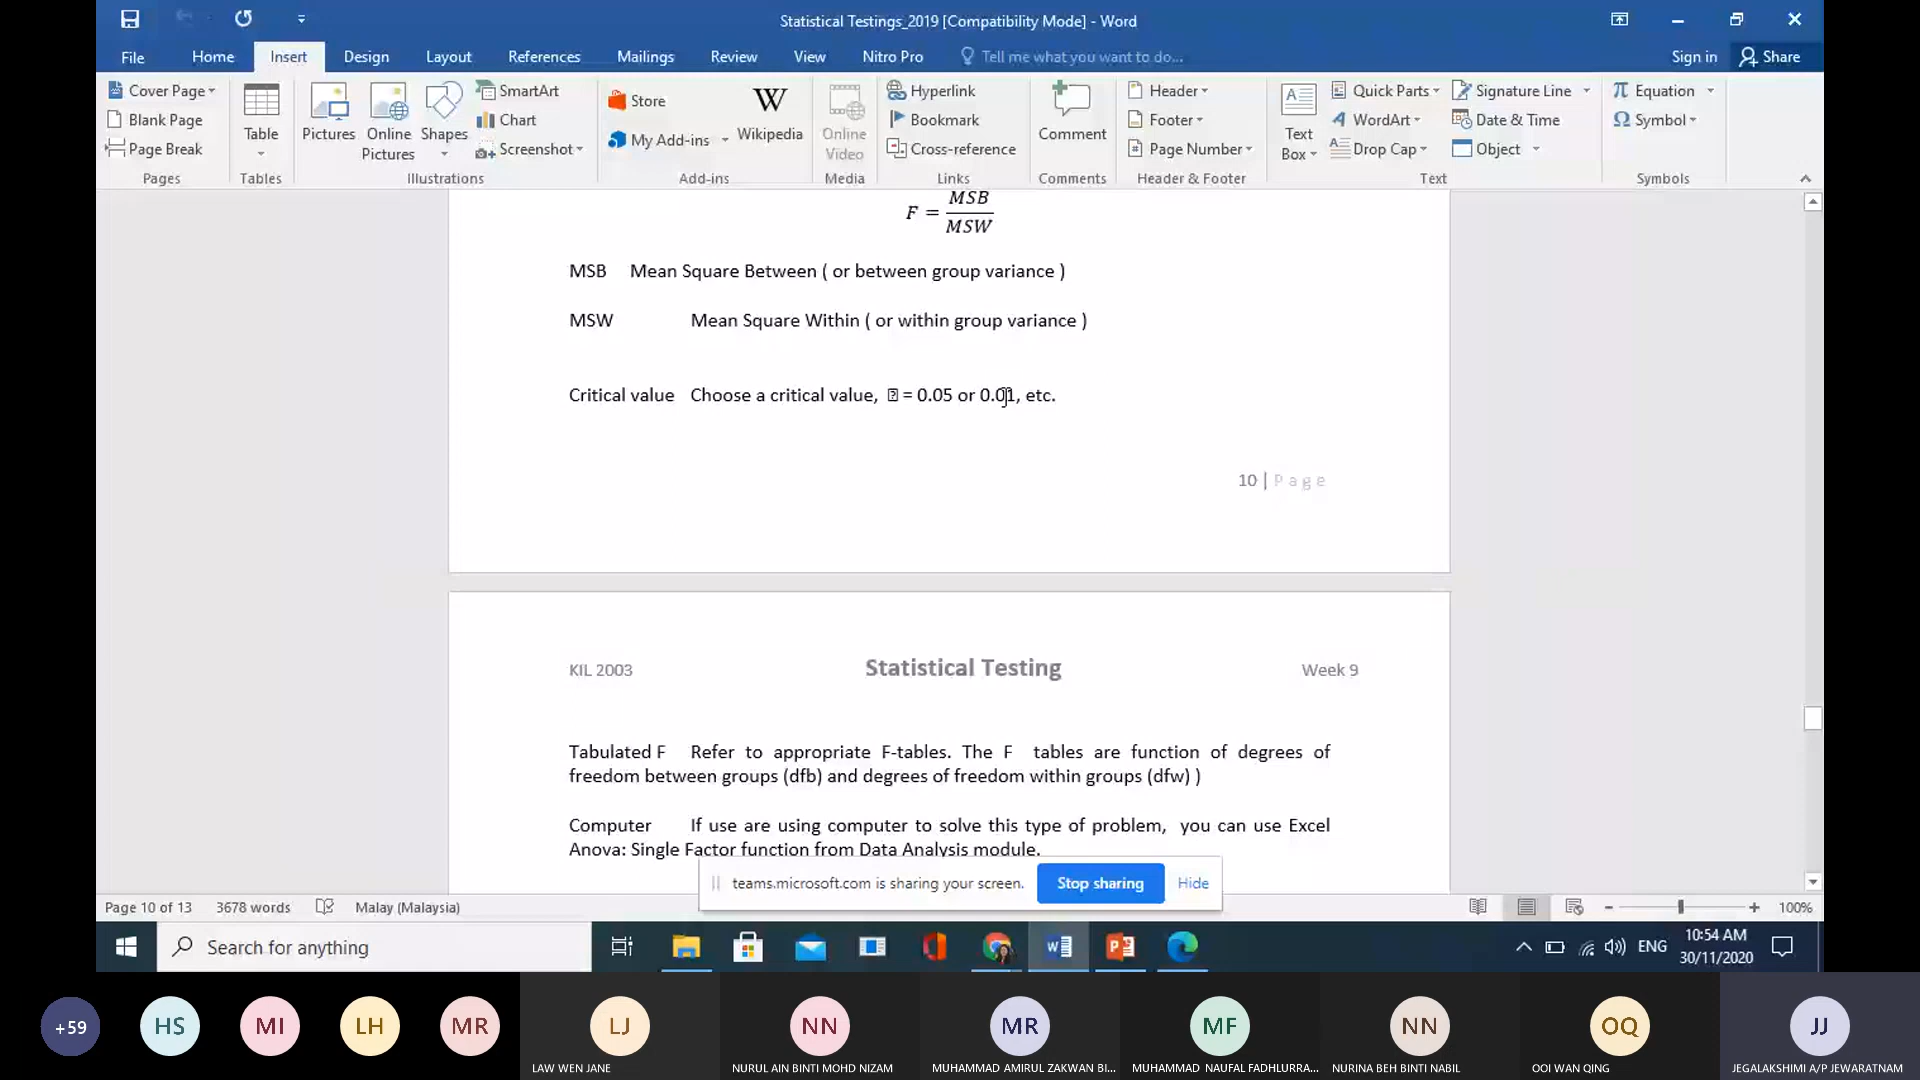 Statistical Testings_2019 [Compatibility Mode] - Word
File Home Insert Design Layout References Mailings Review View Nitro Pro Tell me what you want to do... Sign in Share
Cover Page
Blank Page
Page Break
Pages
Table
Tables
Pictures
Online Pictures
Shapes
SmartArt
Chart
Screenshot
Illustrations
Store
My Add-ins
W
Wikipedia
Add-ins
Online Video
Media
Hyperlink
Bookmark
Cross-reference
Links
Comment
Comments
Header
Footer
Page Number
Header & Footer
Text Box
Quick Parts
WordArt
Drop Cap
Signature Line
Date & Time
Object
Text
Equation
Symbol
Symbols
F = MSB / MSW
MSB Mean Square Between ( or between group variance )
MSW Mean Square Within ( or within group variance )
Critical value Choose a critical value, = 0.05 or 0.01, etc.
10 | Page
KIL 2003 Statistical Testing Week 9
Tabulated F Refer to appropriate F-tables. The F tables are function of degrees of
freedom between groups (dfb) and degrees of freedom within groups (dfw) )
Computer If use are using computer to solve this type of problem, you can use Excel
Anova: Single Factor function from Data Analysis module.
teams.microsoft.com is sharing your screen. Stop sharing Hide
Page 10 of 13 3678 words Malay (Malaysia) 100%
Search for anything
ENG
10:54 AM
30/11/2020
+59 HS MI LH MR LJ NN MR MF NN OQ JJ
LAW WEN JANE NURUL AIN BINTI MOHD NIZAM MUHAMMAD AMIRUL ZAKWAN BI... MUHAMMAD NAUFAL FADHLURRA... NURINA BEH BINTI NABIL OOI WAN QING JEGALAKSHIMI A/P JEWARATNAM